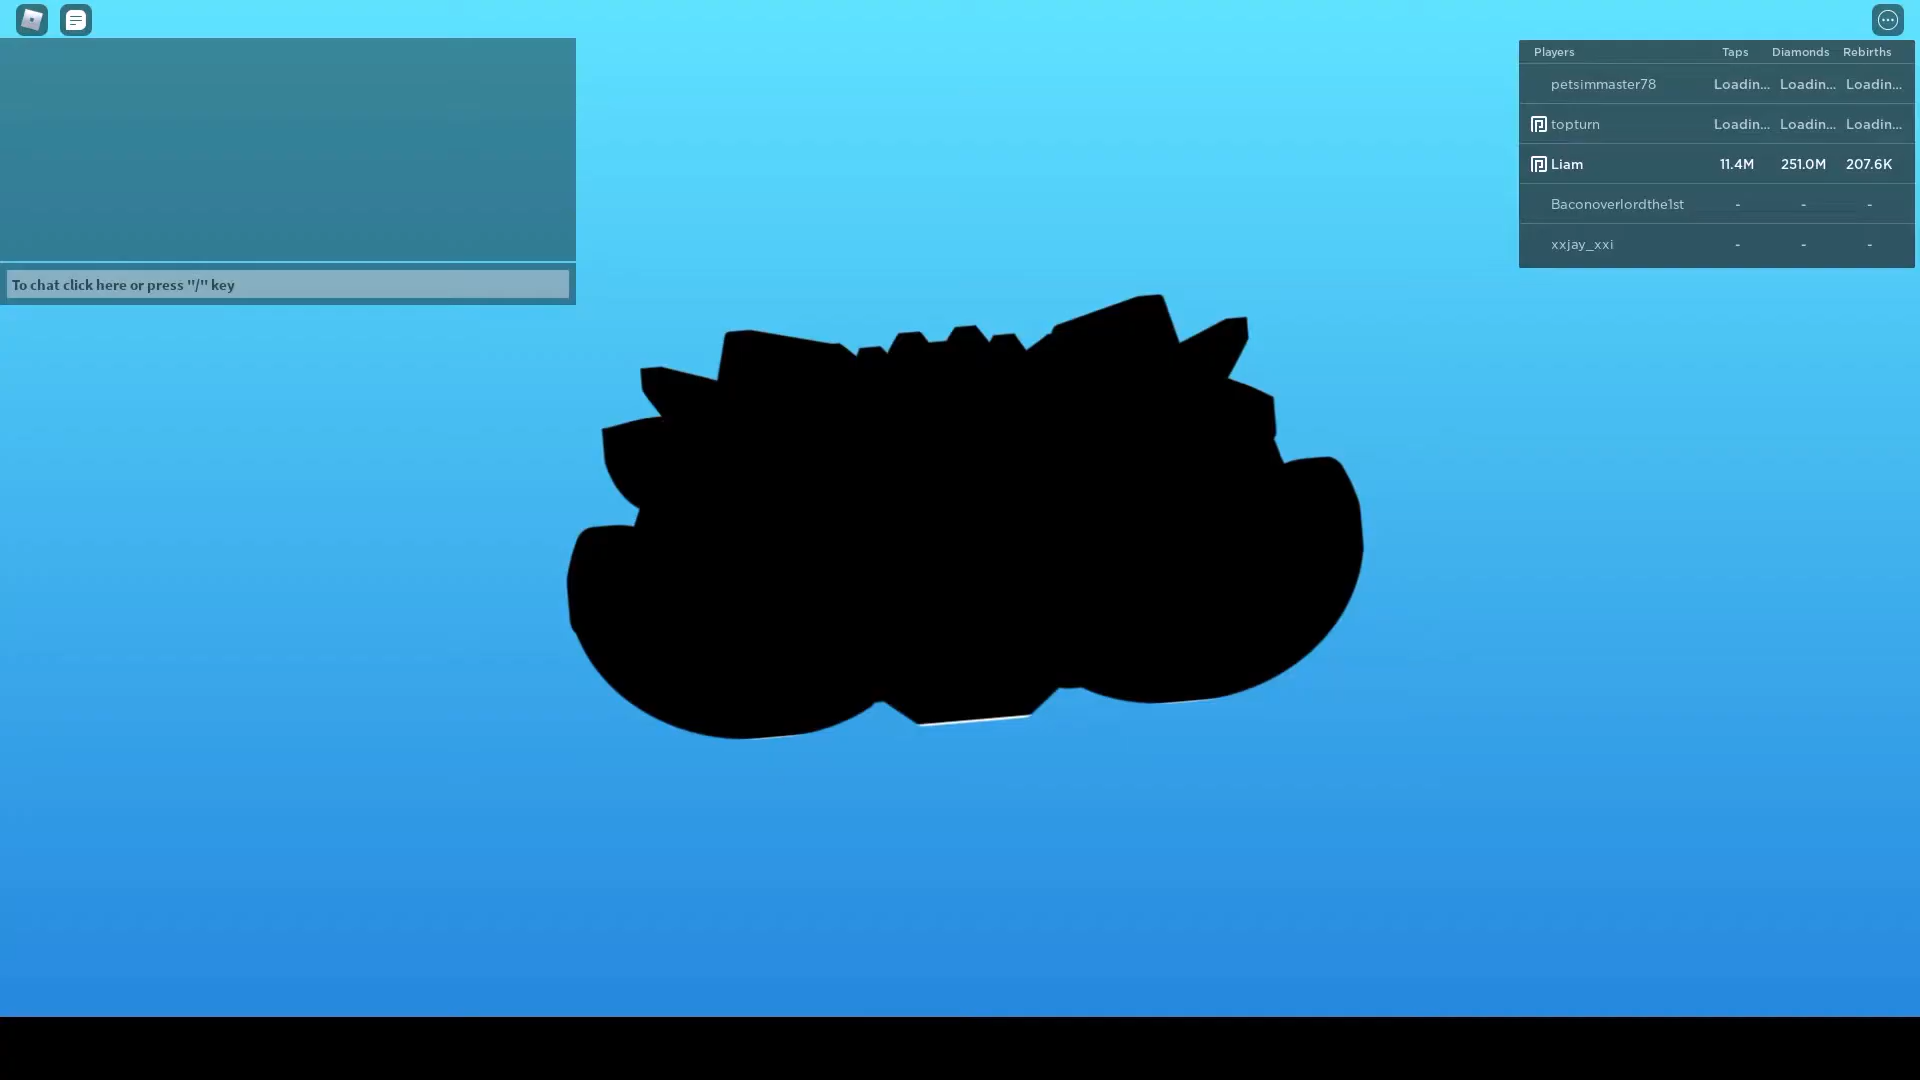 Players Taps Diamonds Rebirths
petsimmaster78 Loadin... Loadin... Loadin...
topturn Loadin... Loadin... Loadin...
Liam 11.4M 251.0M 207.6K
Baconoverlordthe1st - - -
xxjay_xxi - - -
To chat click here or press "/" key